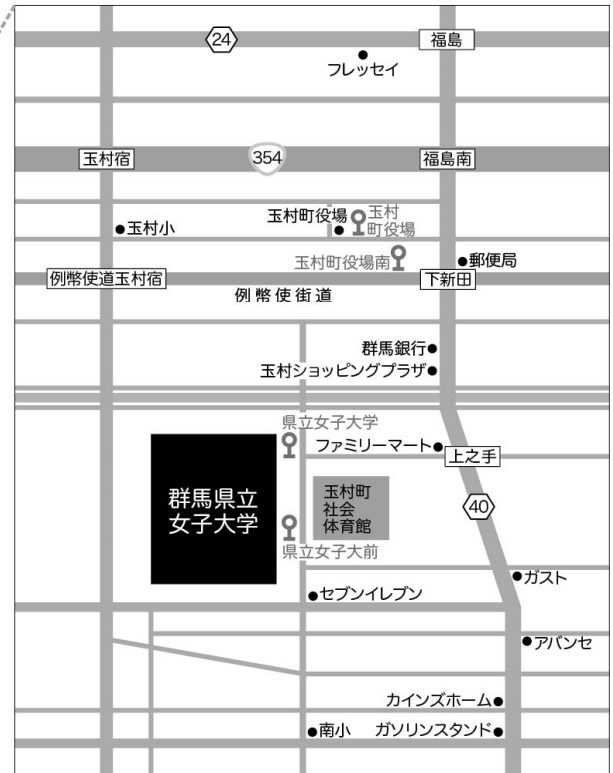 24
福島
フレッセイ
玉村宿
354
福島南
玉村小
玉村町役場
玉村
町役場
玉村町役場南
郵便局
例幣使道玉村宿
下新田
例幣使街道
群馬銀行
玉村ショッピングプラザ
県立女子大学
ファミリーマート
上之手
群馬県立
女子大学
玉村町
社会
体育館
40
県立女子大前
ガスト
セブンイレブン
アバンセ
カインズホーム
南小
ガソリンスタンド